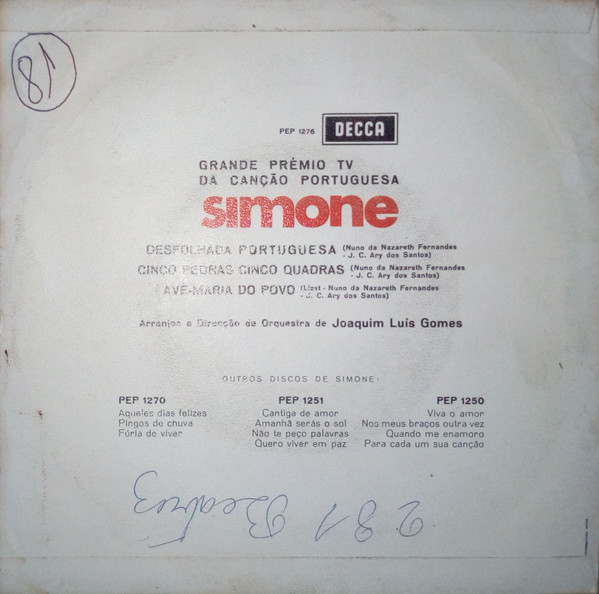 81
PEP 1276 DECCA
GRANDE PRÉMIO TV
DA CANÇÃO PORTUGUESA
simone
DESFOLHADA PORTUGUESA (Nuno da Nazareth Fernandes
- J. C. Ary dos Santos)
CINCO PEDRAS CINCO QUADRAS (Nuno da Nazareth Fernandes
- J. C. Ary dos Santos)
AVÉ-MARIA DO POVO (Lizst - Nuno da Nazareth Fernandes
- J. C. Ary dos Santos)
Arranjos e Direcção de Orquestra de Joaquim Luís Gomes
OUTROS DISCOS DE SIMONE:
PEP 1270
Aqueles dias felizes
Pingos de chuva
Fúria de viver
PEP 1251
Cantiga de amor
Amanhã serás o sol
Não te peço palavras
Quero viver em paz
PEP 1250
Viva o amor
Nos meus braços outra vez
Quando me enamoro
Para cada um sua canção
281 Beatriz